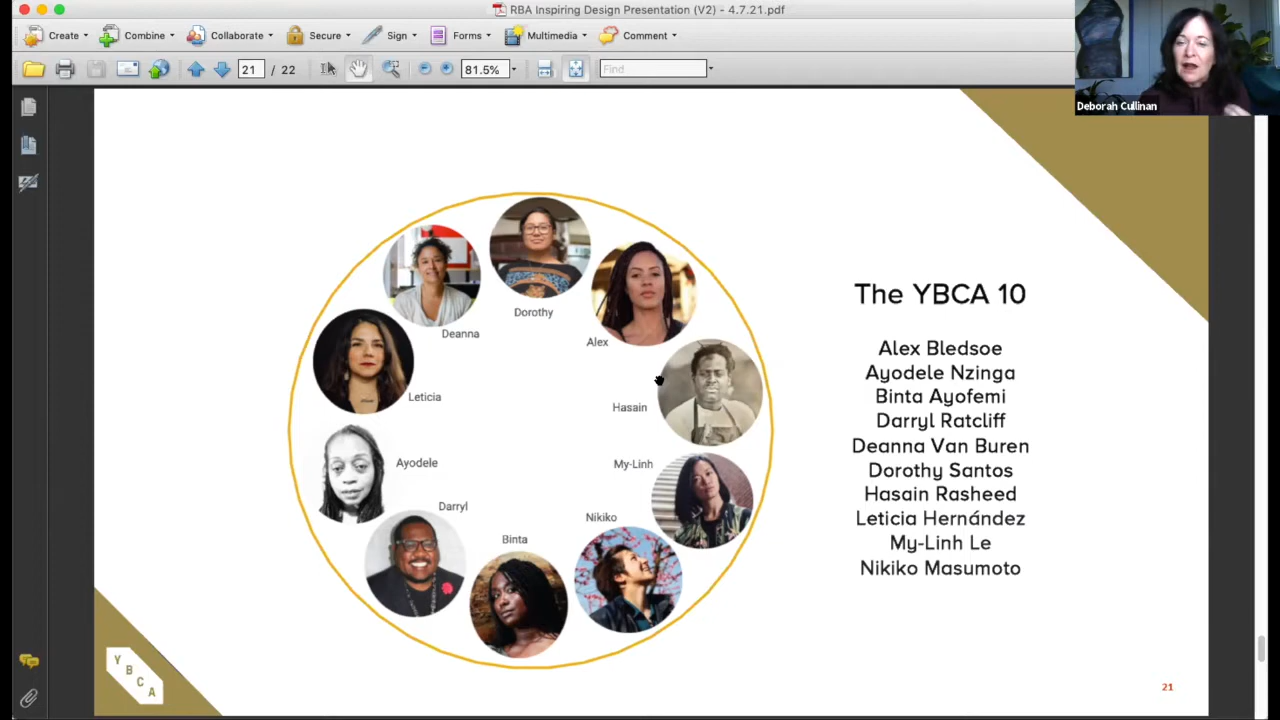 RBA Inspiring Design Presentation (V2) - 4.7.21.pdf
Create Combine Collaborate Secure Sign Forms Multimedia Comment
21 / 22 81.5% Find
Deborah Cullinan
Dorothy
Deanna
Alex
Leticia
Hasain
Ayodele
My-Linh
Darryl
Nikiko
Binta
The YBCA 10
Alex Bledsoe
Ayodele Nzinga
Binta Ayofemi
Darryl Ratcliff
Deanna Van Buren
Dorothy Santos
Hasain Rasheed
Leticia Hernández
My-Linh Le
Nikiko Masumoto
Y
B
C
A
21